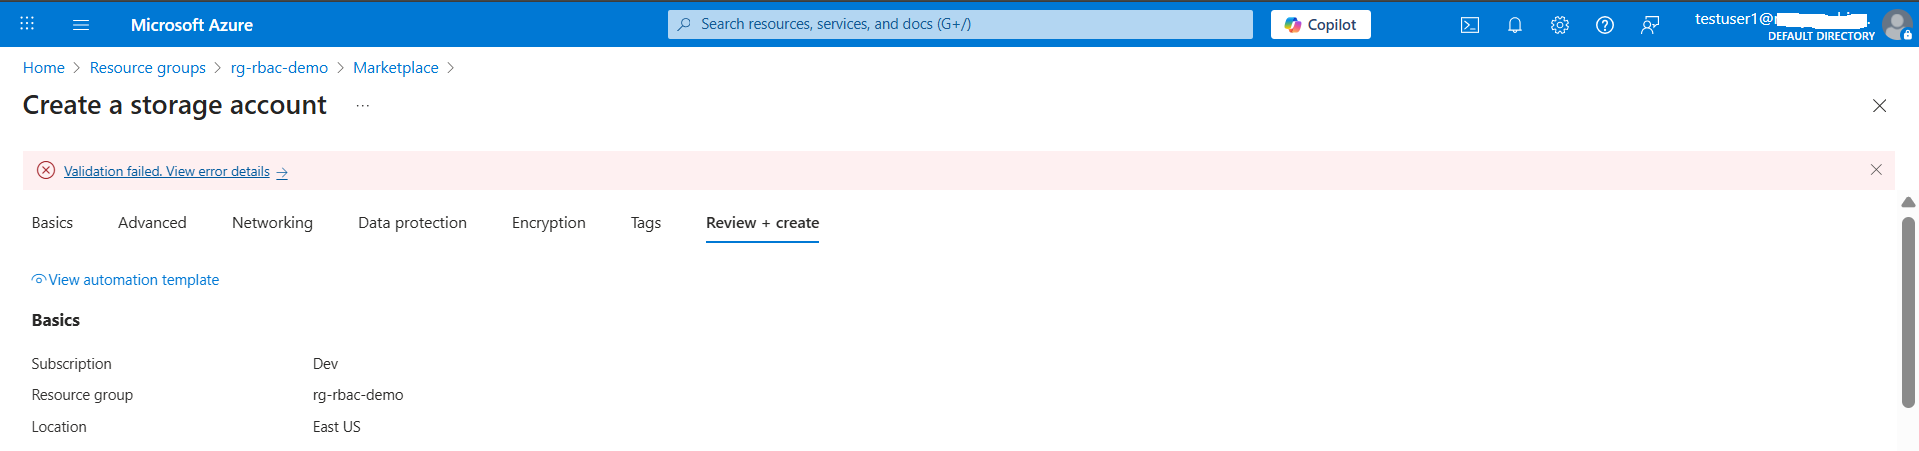 Microsoft Azure
Search resources, services, and docs (G+/)
Copilot
testuser1@
DEFAULT DIRECTORY
Home > Resource groups > rg-rbac-demo > Marketplace >
Create a storage account ...
Validation failed. View error details →
Basics Advanced Networking Data protection Encryption Tags Review + create
View automation template
Basics
Subscription Dev
Resource group rg-rbac-demo
Location East US